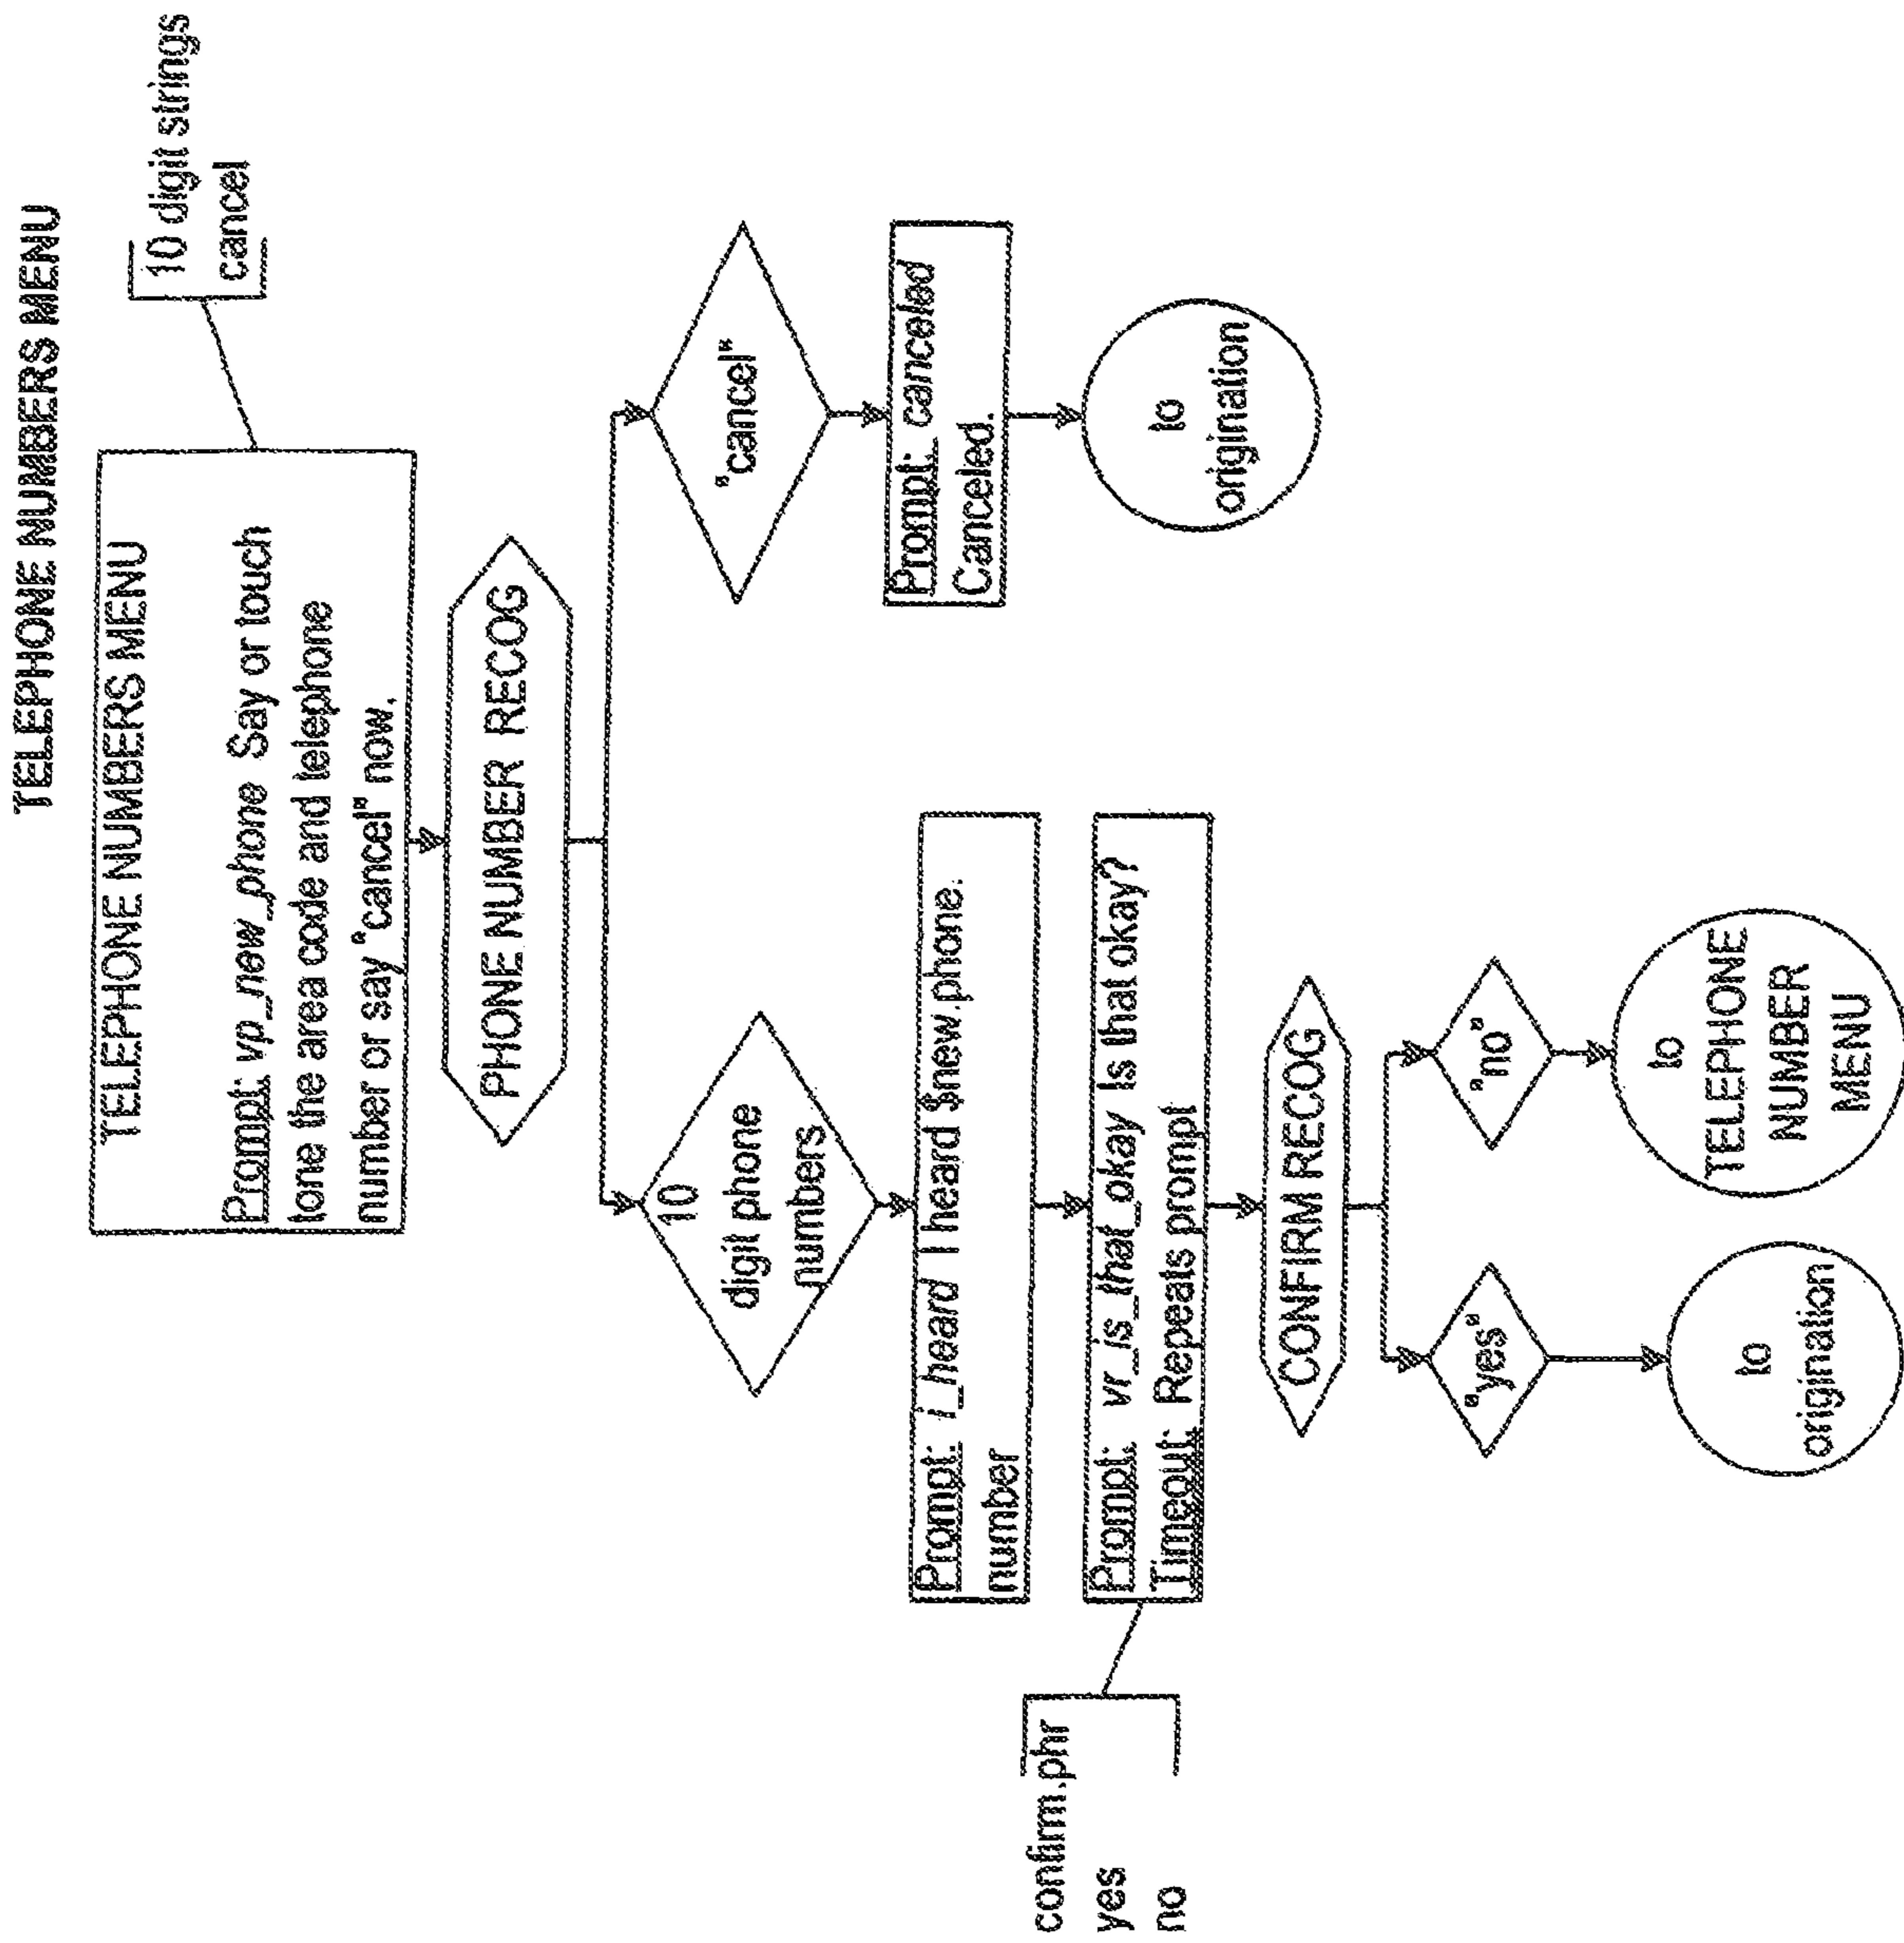 TELEPHONE NUMBERS MENU
TELEPHONE NUMBERS MENU
Prompt: vp_new_phone Say or touch
tone the area code and telephone
number or say "cancel" now.
10 digit strings
cancel
PHONE NUMBER RECOG
10
digit phone
numbers
"cancel"
Prompt: canceled
Canceled.
to
origination
Prompt: i_heard I heard $new.phone.
number
Prompt: vr_is_that_okay Is that okay?
Timeout: Repeats prompt
confirm.phr
yes
no
CONFIRM RECOG
"yes"
"no"
to
origination
to
TELEPHONE
NUMBER
MENU